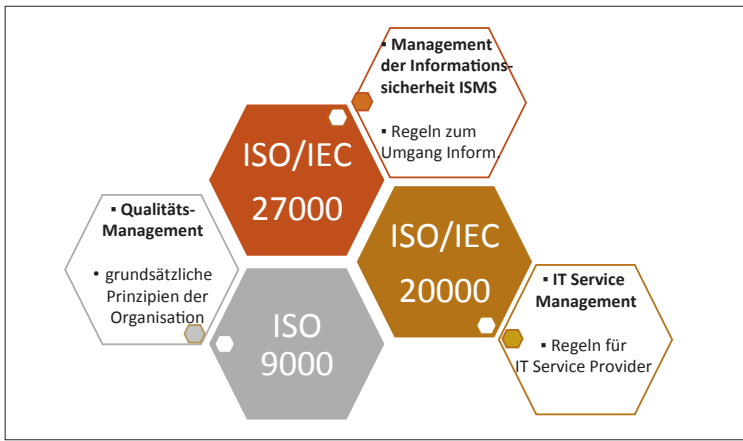 ▪ Management
der Informations-
sicherheit ISMS
▪ Regeln zum
Umgang Inform.
ISO/IEC
27000
▪ Qualitäts-
Management
• grundsätzliche
Prinzipien der
Organisation
ISO/IEC
20000
▪ IT Service
Management
▪ Regeln für
IT Service Provider
ISO
9000